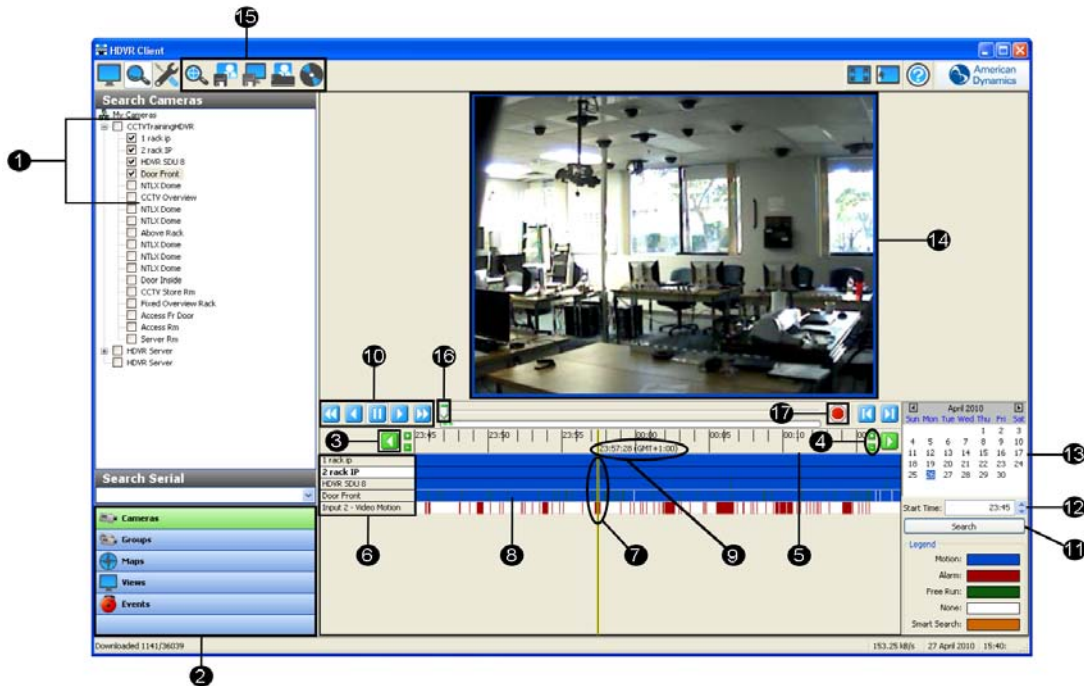 15
HDVR Client
American
Dynamics
Search Cameras
My Cameras
CCTVTrainingHDVR
1 rack ip
2 rack IP
HDVR SDU 8
Door Front
NTLX Dome
CCTV Overview
NTLX Dome
NTLX Dome
Above Rack
NTLX Dome
NTLX Dome
NTLX Dome
Door Inside
CCTV Store Rm
Fixed Overview Rack
Access Fr Door
Access Rm
Server Rm
HDVR Server
HDVR Server
1
14
10
16
17
3
4
23:45
23:50
23:55
00:00
00:05
00:10
23:57:28 (GMT+1:00)
1 rack ip
2 rack IP
HDVR SDU 8
Door Front
Input 2 - Video Motion
April 2010
Sun Mon Tue Wed Thu Fri Sat
1 2 3
4 5 6 7 8 9 10
11 12 13 14 15 16 17
18 19 20 21 22 23 24
25 26 27 28 29 30
13
Start Time: 23:45
12
Search
11
Legend
Motion:
Alarm:
Free Run:
None:
Smart Search:
Search Serial
Cameras
Groups
Maps
Views
Events
6
8
7
9
5
Downloaded 1141/36039
153.25 kB/s
27 April 2010
15:40:
2